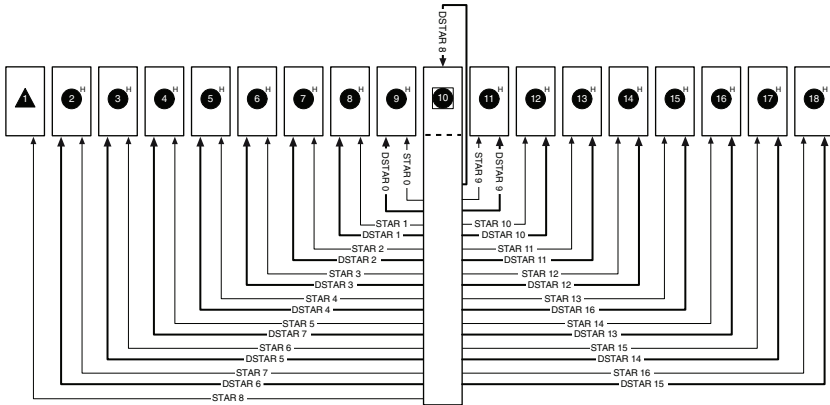 DSTAR 8
1
2 H
3 H
4 H
5 H
6 H
7 H
8 H
9 H
10
11 H
12 H
13 H
14 H
15 H
16 H
17 H
18 H
DSTAR 0
STAR 0
STAR 9
DSTAR 9
STAR 1
STAR 10
DSTAR 1
DSTAR 10
STAR 2
STAR 11
DSTAR 2
DSTAR 11
STAR 3
STAR 12
DSTAR 3
DSTAR 12
STAR 4
STAR 13
DSTAR 4
DSTAR 16
STAR 5
STAR 14
DSTAR 7
DSTAR 13
STAR 6
STAR 15
DSTAR 5
DSTAR 14
STAR 7
STAR 16
DSTAR 6
DSTAR 15
STAR 8